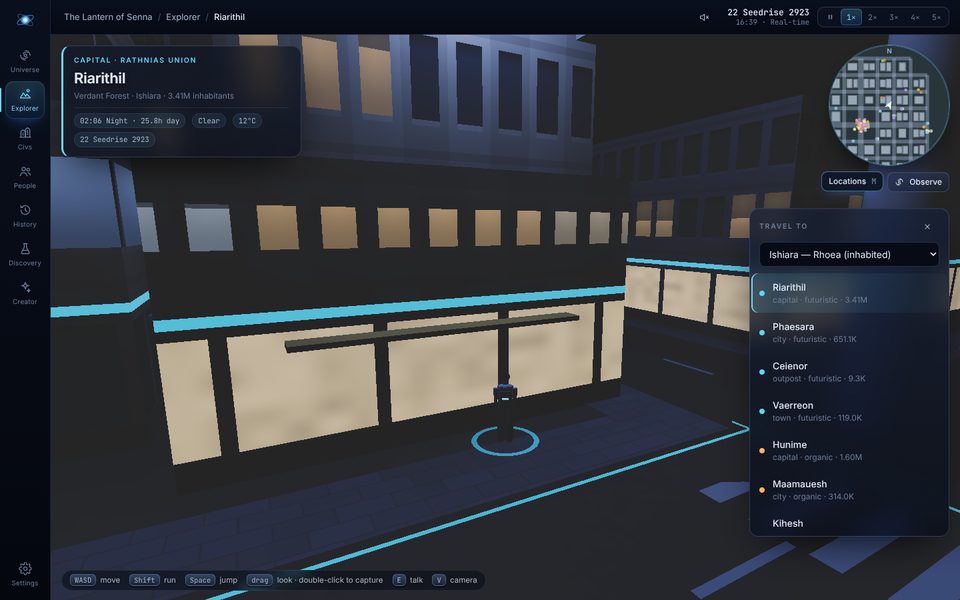 The Lantern of Senna / Explorer / Riarithil
22 Seedrise 2923
16:39 · Real-time
1× 2× 3× 4× 5×
Universe
Explorer
Civs
People
History
Discovery
Creator
Settings
CAPITAL · RATHNIAS UNION
Riarithil
Verdant Forest · Ishiara · 3.41M inhabitants
02:06 Night · 25.8h day Clear 12°C
22 Seedrise 2923
N
Locations M Observe
TRAVEL TO ×
Ishiara — Rhoea (inhabited)
Riarithil
capital · futuristic · 3.41M
Phaesara
city · futuristic · 651.1K
Ceienor
outpost · futuristic · 9.3K
Vaerreon
town · futuristic · 119.0K
Hunime
capital · organic · 1.60M
Maamauesh
city · organic · 314.0K
Kihesh
WASD move Shift run Space jump drag look · double-click to capture E talk V camera